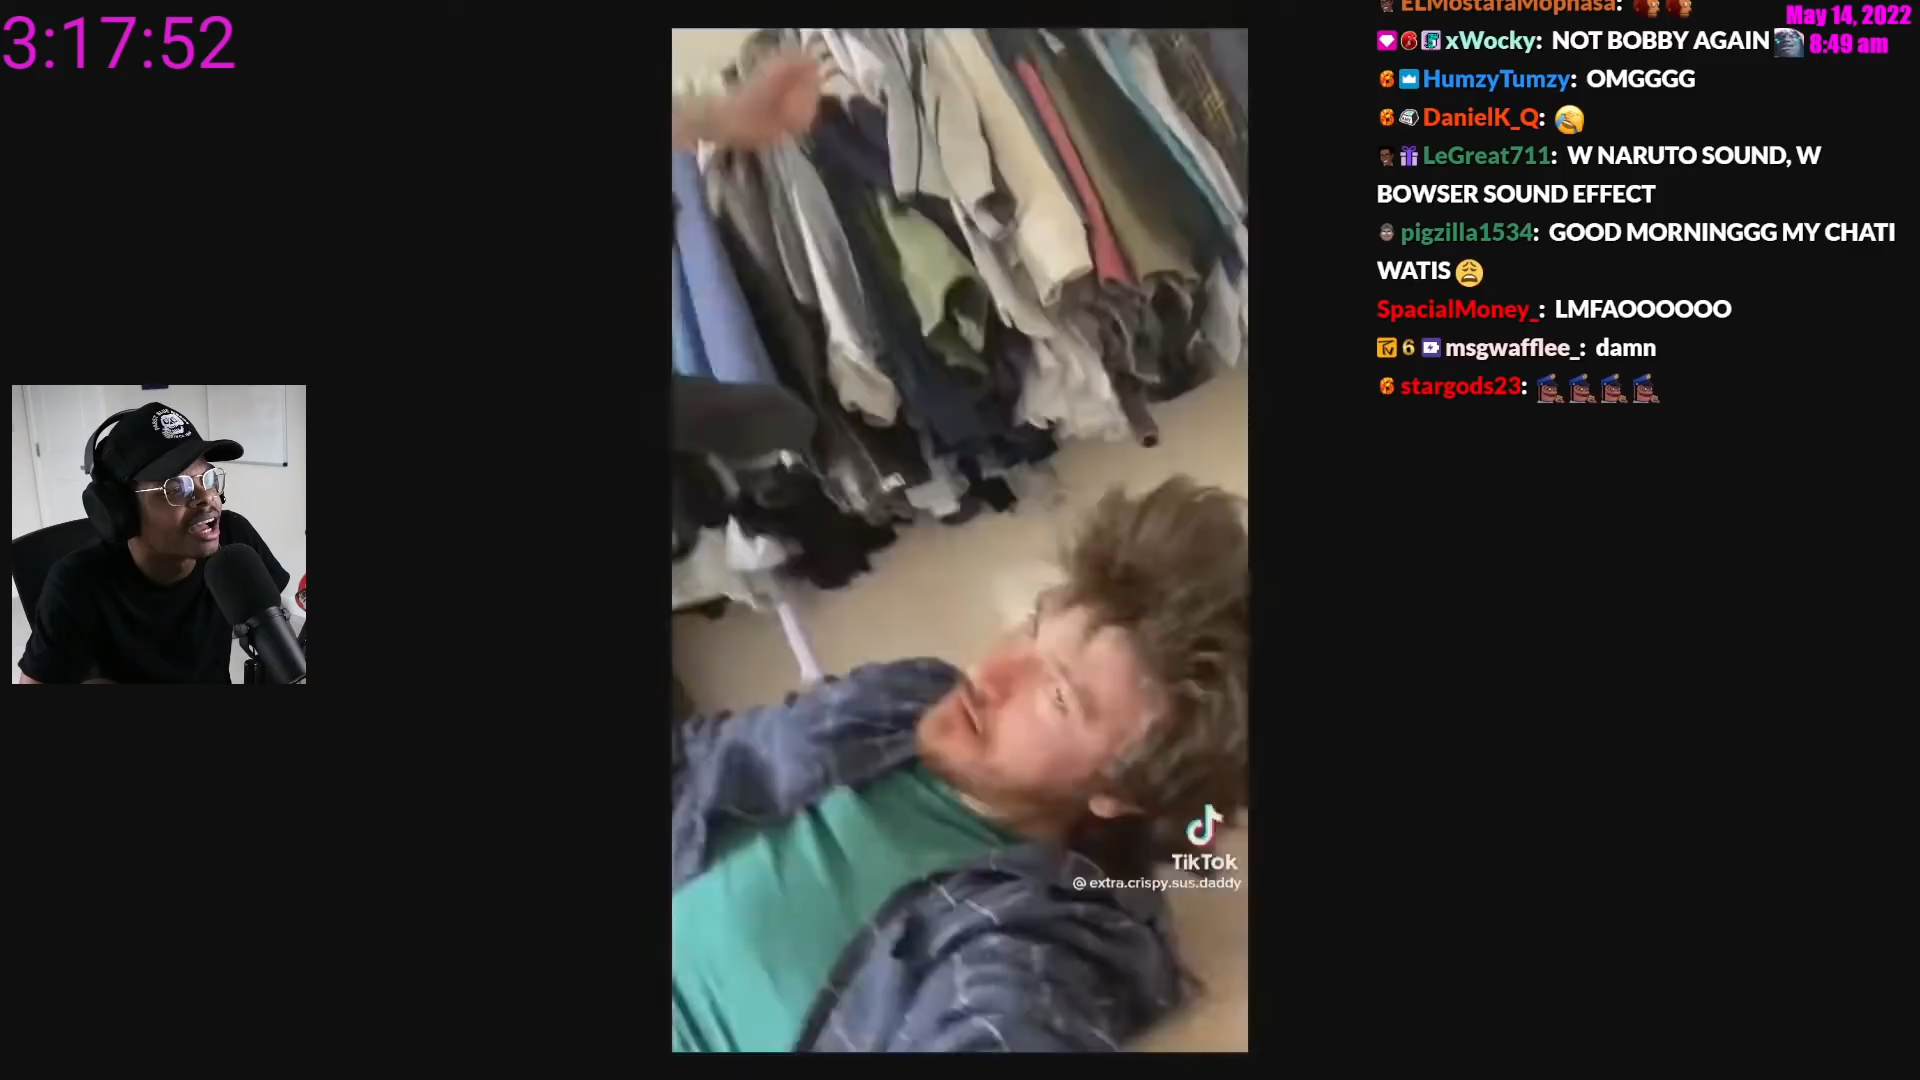 3:17:52
ELMostafaMophasa:
May 14, 2022
8:49 am
xWocky: NOT BOBBY AGAIN
HumzyTumzy: OMGGGG
DanielK_Q:
LeGreat711: W NARUTO SOUND, W
BOWSER SOUND EFFECT
pigzilla1534: GOOD MORNINGGG MY CHATI
WATIS
SpacialMoney_: LMFAOOOOOO
6 msgwafflee_: damn
stargods23:
TikTok
@extra.crispy.sus.daddy